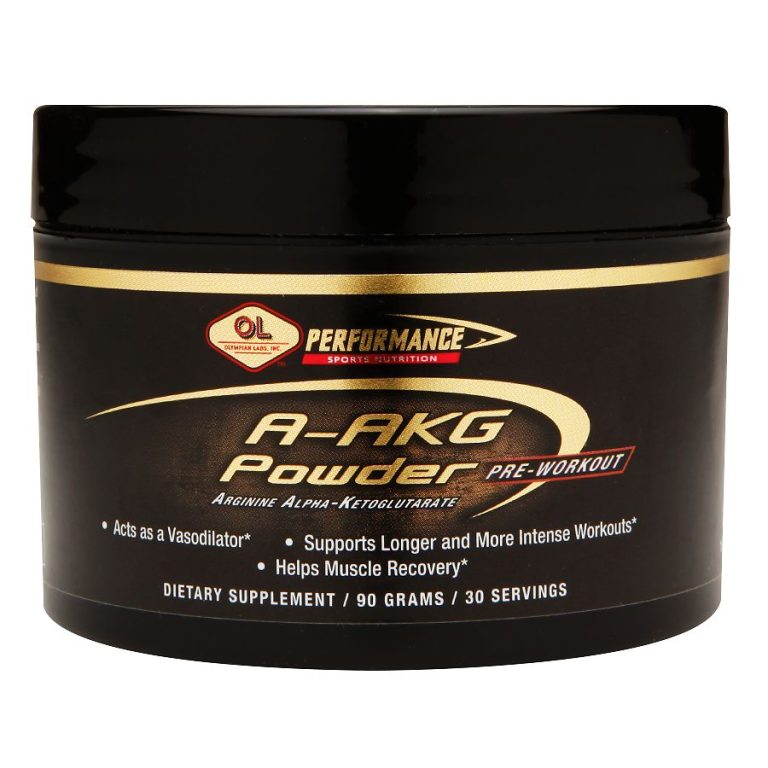 OL
OLYMPIAN LABS, INC.
PERFORMANCE
SPORTS NUTRITION
A-AKG
Powder
PRE-WORKOUT
ARGININE ALPHA-KETOGLUTARATE
• Acts as a Vasodilator* • Supports Longer and More Intense Workouts*
• Helps Muscle Recovery*
DIETARY SUPPLEMENT / 90 GRAMS / 30 SERVINGS